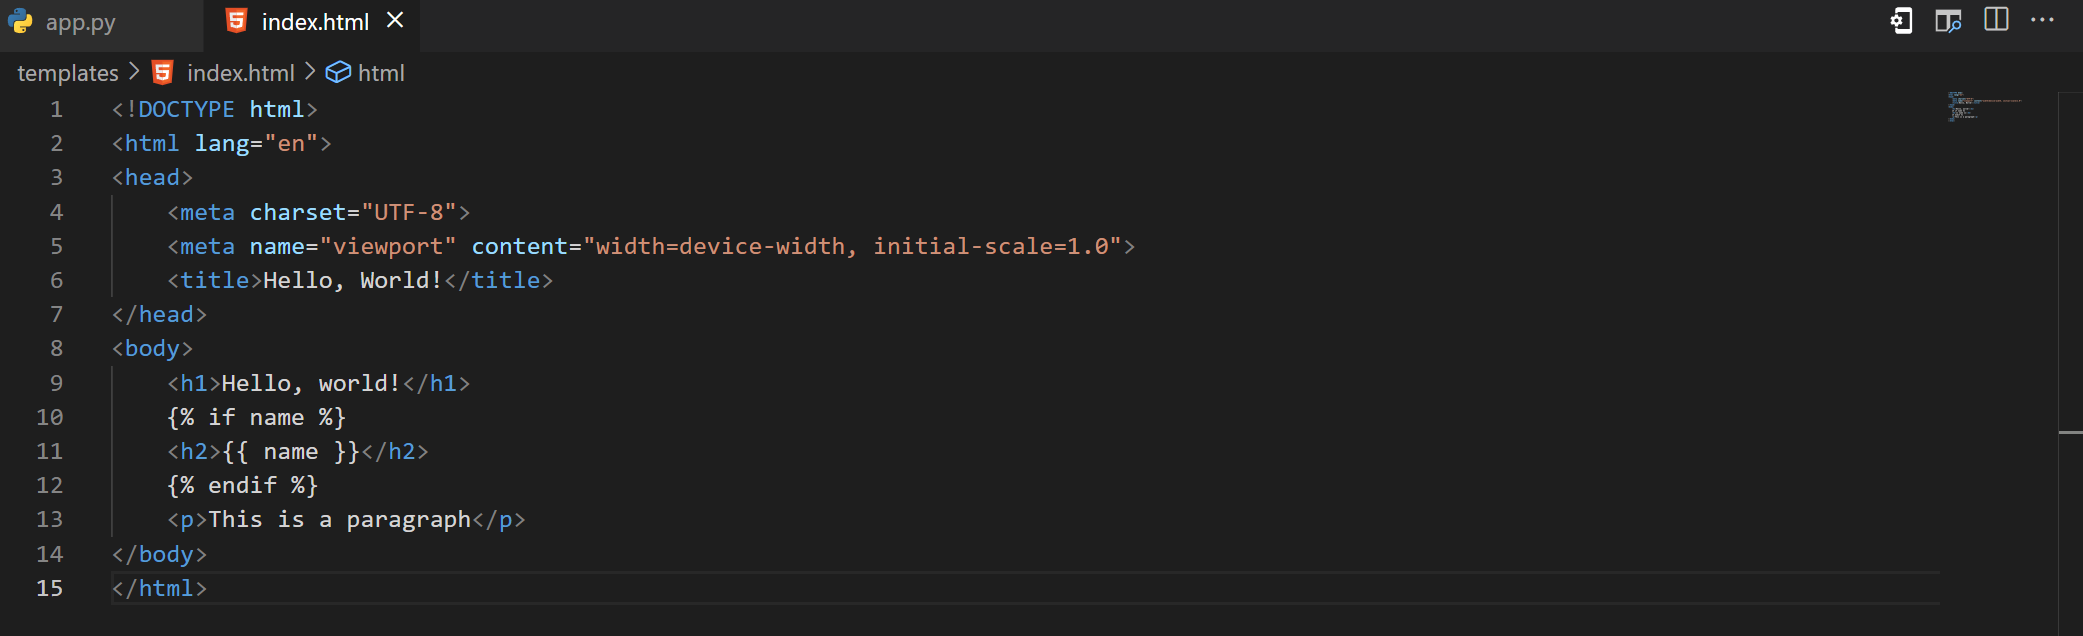 app.py index.html
templates > index.html > html
1 <!DOCTYPE html>
2 <html lang="en">
3 <head>
4     <meta charset="UTF-8">
5     <meta name="viewport" content="width=device-width, initial-scale=1.0">
6     <title>Hello, World!</title>
7 </head>
8 <body>
9     <h1>Hello, world!</h1>
10     {% if name %}
11     <h2>{{ name }}</h2>
12     {% endif %}
13     <p>This is a paragraph</p>
14 </body>
15 </html>